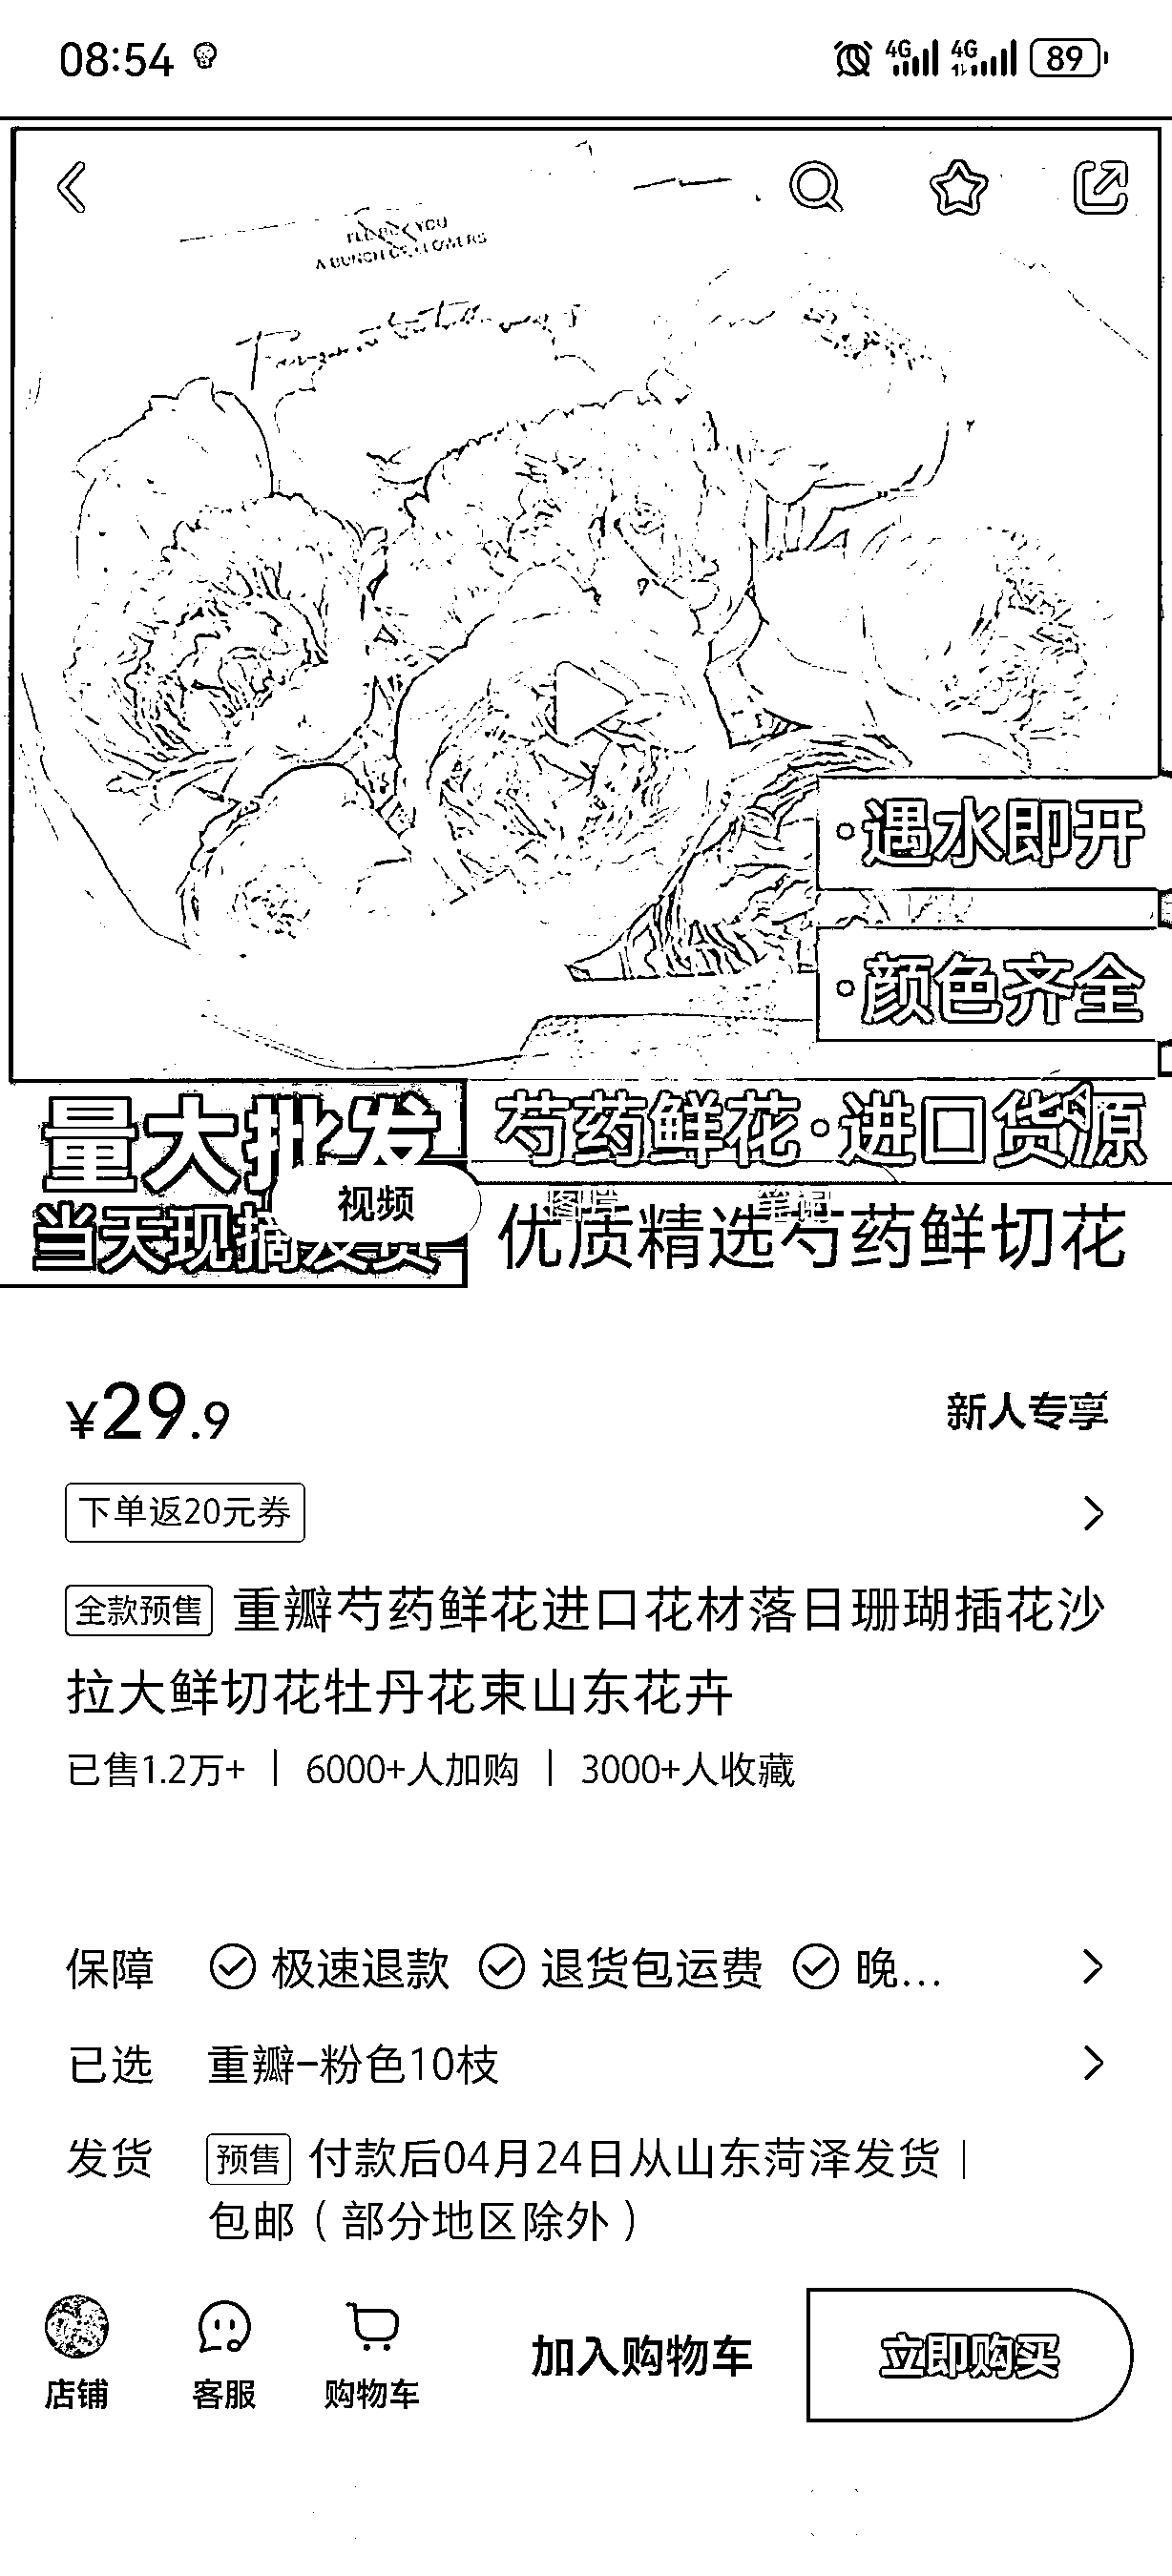 08:54
4G 4G 89
I'LL BUY YOU
A BUNCH OF FLOWERS
·遇水即开
·颜色齐全
量大批发
芍药鲜花·进口货源
视频 图片 笔记
当天现摘发货
优质精选芍药鲜切花
¥29.9
新人专享
下单返20元券
全款预售 重瓣芍药鲜花进口花材落日珊瑚插花沙
拉大鲜切花牡丹花束山东花卉
已售1.2万+ | 6000+人加购 | 3000+人收藏
保障 极速退款 退货包运费 晚...
已选 重瓣-粉色10枝
发货 预售 付款后04月24日从山东菏泽发货 |
包邮（部分地区除外）
店铺 客服 购物车 加入购物车 立即购买